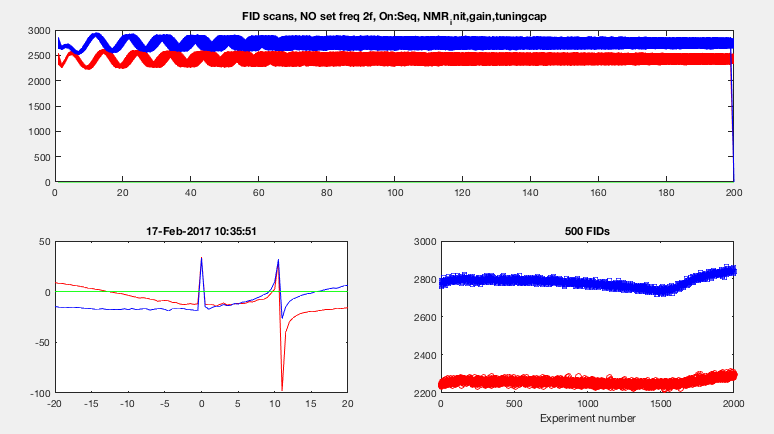 FID scans, NO set freq 2f, On:Seq, NMRinit,gain,tuningcap
3000
2500
2000
1500
1000
500
0
0 20 40 60 80 100 120 140 160 180 200
17-Feb-2017 10:35:51
50
0
-50
-100
-20 -15 -10 -5 0 5 10 15 20
500 FIDs
3000
2800
2600
2400
2200
0 500 1000 1500 2000
Experiment number